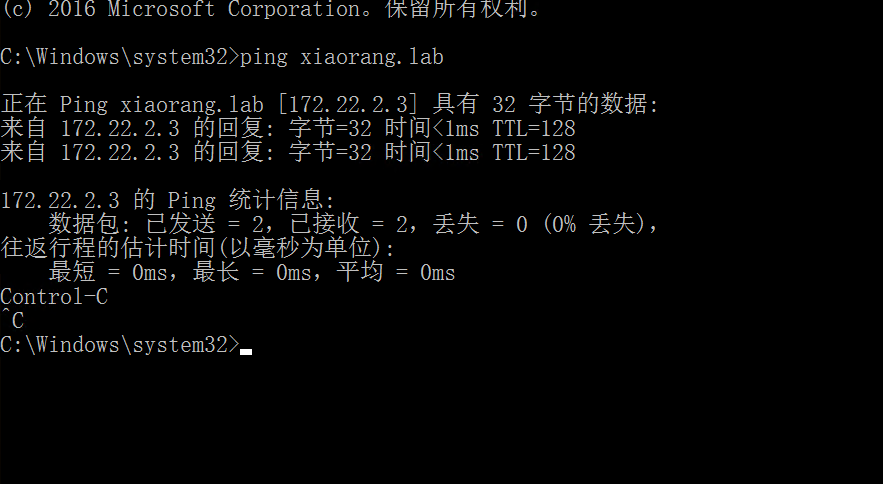 (c) 2016 Microsoft Corporation。保留所有权利。
C:\Windows\system32>ping xiaorang.lab
正在 Ping xiaorang.lab [172.22.2.3] 具有 32 字节的数据:
来自 172.22.2.3 的回复: 字节=32 时间<1ms TTL=128
来自 172.22.2.3 的回复: 字节=32 时间<1ms TTL=128
172.22.2.3 的 Ping 统计信息:
    数据包: 已发送 = 2，已接收 = 2，丢失 = 0 (0% 丢失)，
往返行程的估计时间(以毫秒为单位):
    最短 = 0ms，最长 = 0ms，平均 = 0ms
Control-C
^C
C:\Windows\system32>